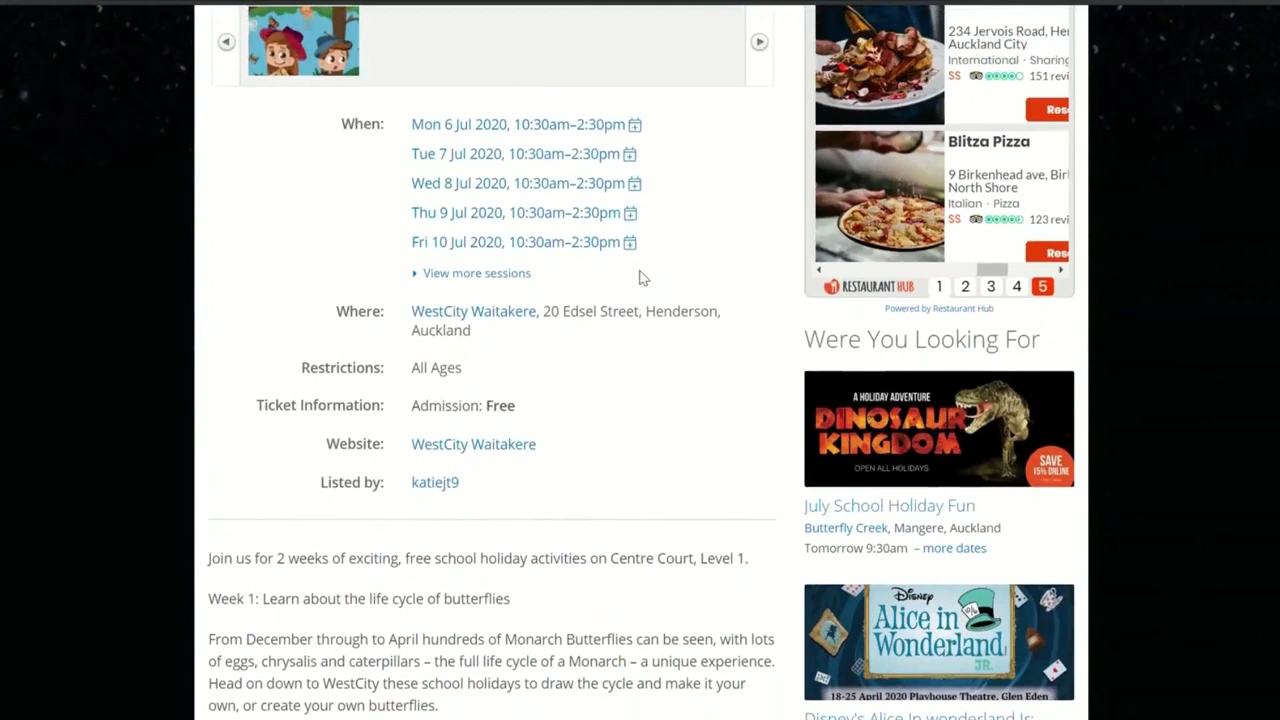 When:
Mon 6 Jul 2020, 10:30am–2:30pm
Tue 7 Jul 2020, 10:30am–2:30pm
Wed 8 Jul 2020, 10:30am–2:30pm
Thu 9 Jul 2020, 10:30am–2:30pm
Fri 10 Jul 2020, 10:30am–2:30pm
View more sessions
Where:
WestCity Waitakere, 20 Edsel Street, Henderson,
Auckland
Restrictions:
All Ages
Ticket Information:
Admission: Free
Website:
WestCity Waitakere
Listed by:
katiejt9
Join us for 2 weeks of exciting, free school holiday activities on Centre Court, Level 1.
Week 1: Learn about the life cycle of butterflies
From December through to April hundreds of Monarch Butterflies can be seen, with lots
of eggs, chrysalis and caterpillars – the full life cycle of a Monarch – a unique experience.
Head on down to WestCity these school holidays to draw the cycle and make it your
own, or create your own butterflies.
234 Jervois Road, Her
Auckland City
International · Sharing
$$ 151 revi
Res
Blitza Pizza
9 Birkenhead ave, Birl
North Shore
Italian · Pizza
$$ 123 revi
Res
RESTAURANT HUB 1 2 3 4 5
Powered by Restaurant Hub
Were You Looking For
A HOLIDAY ADVENTURE
DINOSAUR
KINGDOM
OPEN ALL HOLIDAYS
SAVE
15% ONLINE
July School Holiday Fun
Butterfly Creek, Mangere, Auckland
Tomorrow 9:30am – more dates
Disney
Alice in
Wonderland
JR.
18-25 April 2020 Playhouse Theatre, Glen Eden
Disney's Alice In wonderland Jr: